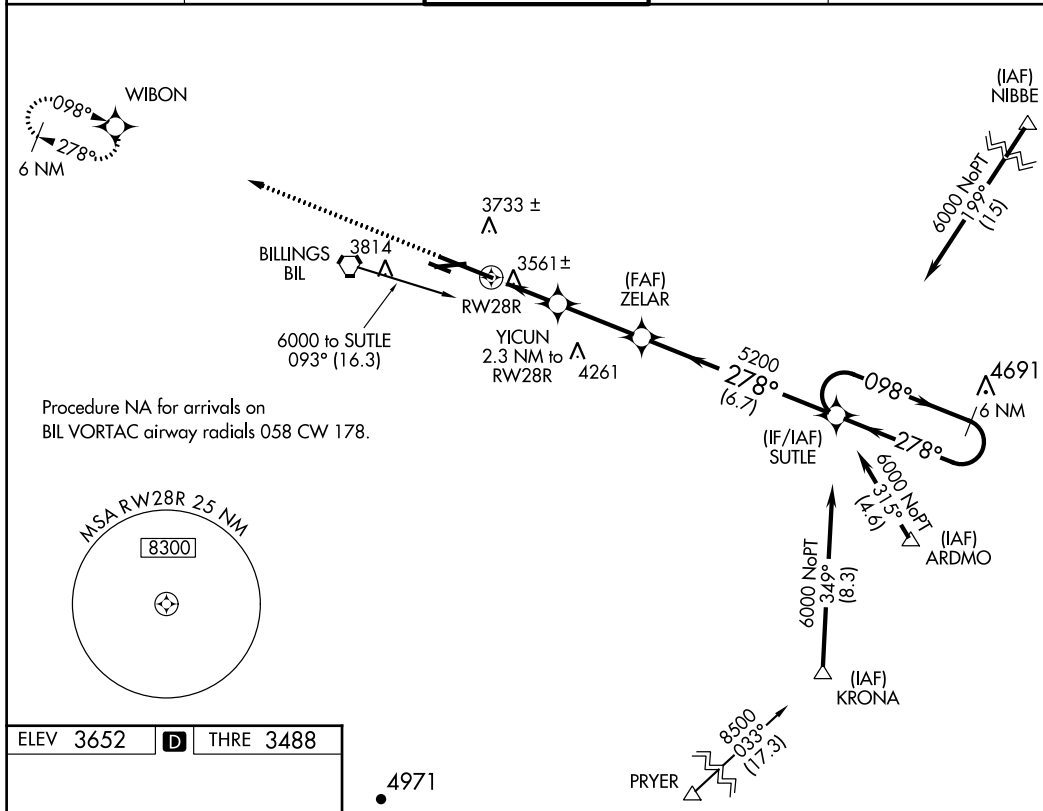 WIBON
098°
278°
6 NM
(IAF)
NIBBE
6000 NoPT
199°
(15)
3733 ±
BILLINGS
BIL
3814
3561±
RW28R
(FAF)
ZELAR
6000 to SUTLE
093° (16.3)
YICUN
2.3 NM to
RW28R
4261
5200
278°
(6.7)
098°
4691
6 NM
278°
(IF/IAF)
SUTLE
Procedure NA for arrivals on
BIL VORTAC airway radials 058 CW 178.
6000 NoPT
315°
(4.6)
(IAF)
ARDMO
MSA RW28R 25 NM
8300
6000 NoPT
349°
(8.3)
(IAF)
KRONA
8500
033°
(17.3)
PRYER
ELEV 3652 D THRE 3488
4971